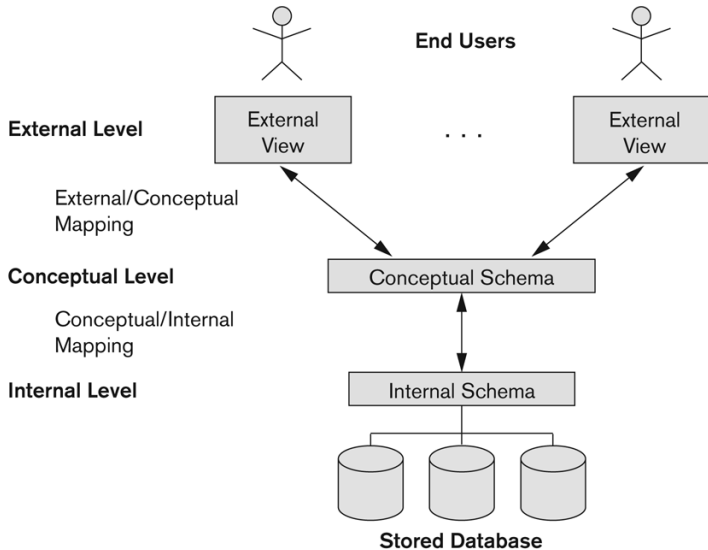 End Users
External Level
External
View
. . .
External
View
External/Conceptual
Mapping
Conceptual Level
Conceptual Schema
Conceptual/Internal
Mapping
Internal Level
Internal Schema
Stored Database